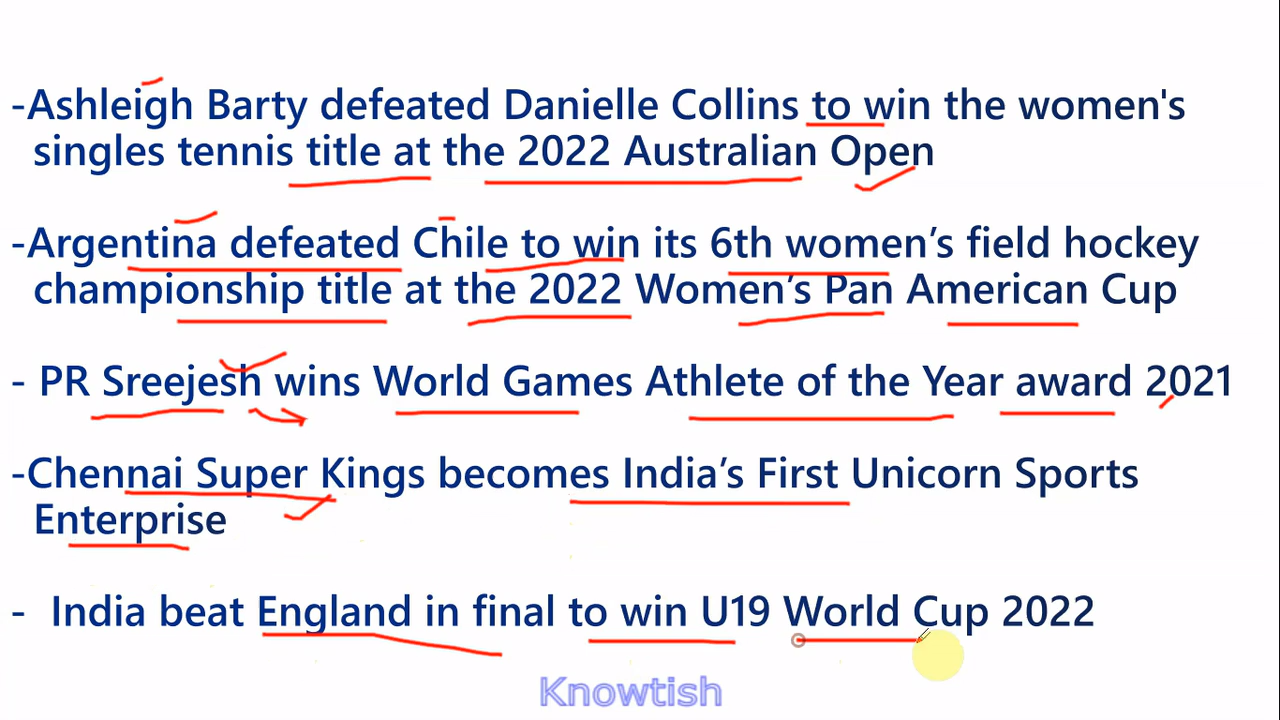 -Ashleigh Barty defeated Danielle Collins to win the women's
singles tennis title at the 2022 Australian Open
-Argentina defeated Chile to win its 6th women’s field hockey
championship title at the 2022 Women’s Pan American Cup
- PR Sreejesh wins World Games Athlete of the Year award 2021
-Chennai Super Kings becomes India’s First Unicorn Sports
Enterprise
- India beat England in final to win U19 World Cup 2022
Knowtish